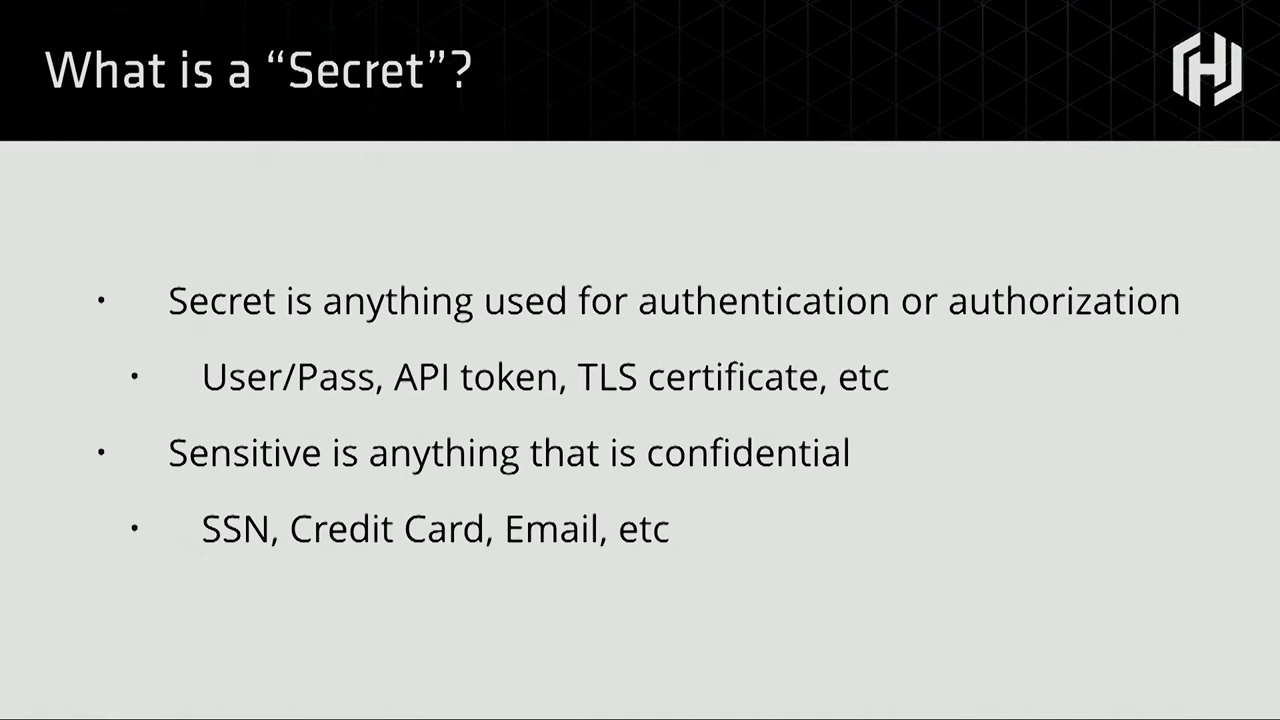 What is a “Secret”?
• Secret is anything used for authentication or authorization
• User/Pass, API token, TLS certificate, etc
• Sensitive is anything that is confidential
• SSN, Credit Card, Email, etc